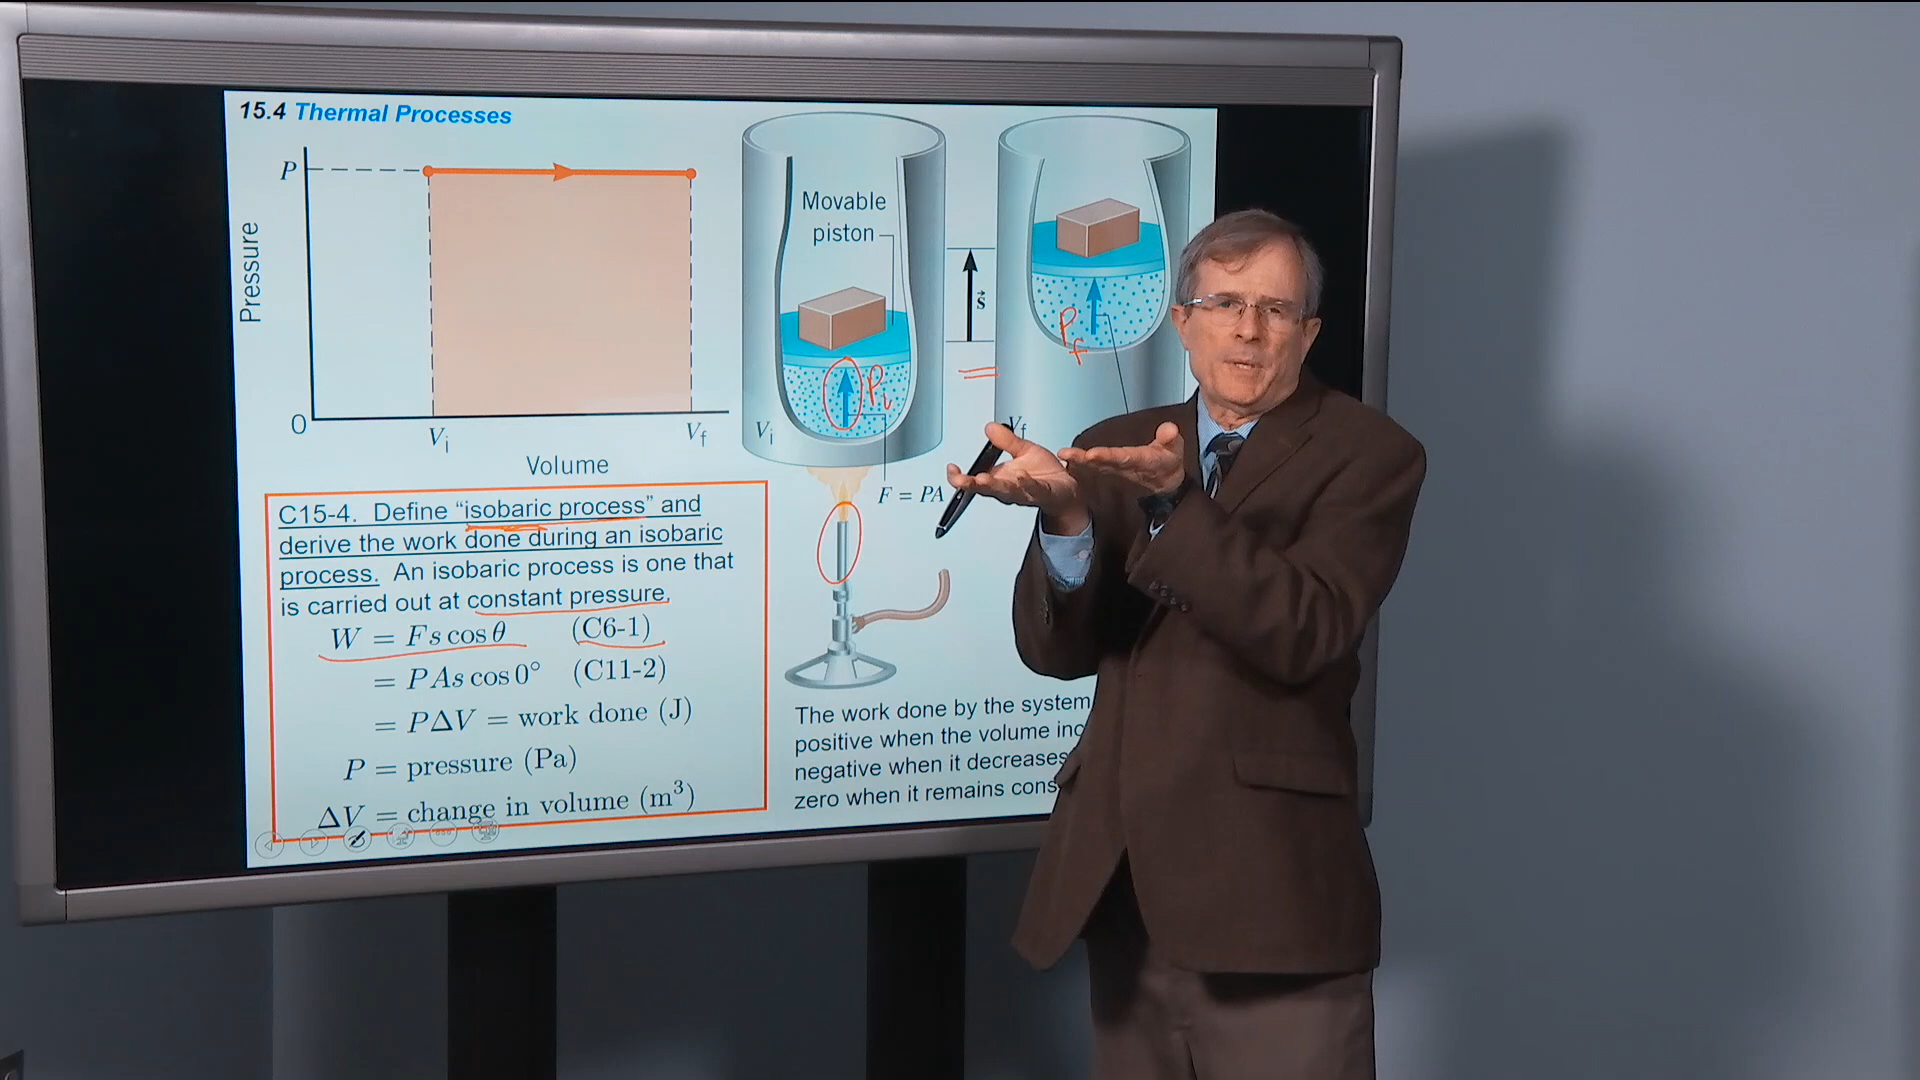 15.4 Thermal Processes
P
Pressure
0
Vi
Vf
Volume
Movable
piston
s
Pi
Pf
Vi
Vf
F = PA
C15-4. Define “isobaric process” and
derive the work done during an isobaric
process. An isobaric process is one that
is carried out at constant pressure.
W = Fs cos θ (C6-1)
= PAs cos 0° (C11-2)
= PΔV = work done (J)
P = pressure (Pa)
ΔV = change in volume (m³)
The work done by the system
positive when the volume inc
negative when it decreases
zero when it remains cons